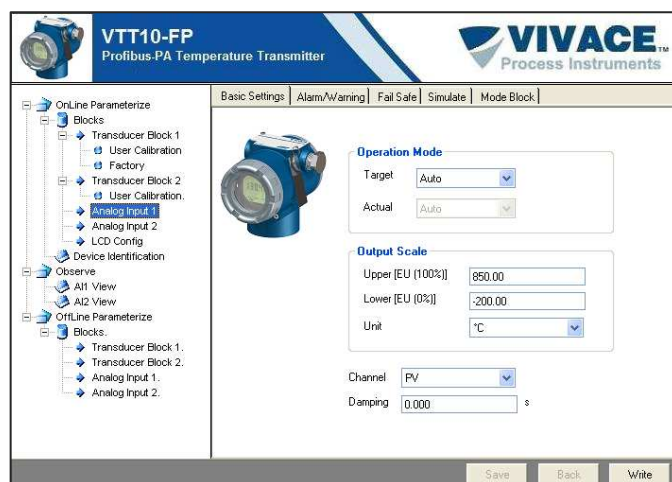 VTT10-FP
Profibus-PA Temperature Transmitter
VIVACE TM
Process Instruments
OnLine Parameterize
Blocks
Transducer Block 1
User Calibration
Factory
Transducer Block 2
User Calibration.
Analog Input 1
Analog Input 2
LCD Config
Device Identification
Observe
AI1 View
AI2 View
OffLine Parameterize
Blocks.
Transducer Block 1.
Transducer Block 2.
Analog Input 1.
Analog Input 2.
Basic Settings Alarm/Warning Fail Safe Simulate Mode Block
Operation Mode
Target Auto
Actual Auto
Output Scale
Upper [EU (100%)] 850.00
Lower [EU (0%)] -200.00
Unit °C
Channel PV
Damping 0.000 s
Save Back Write